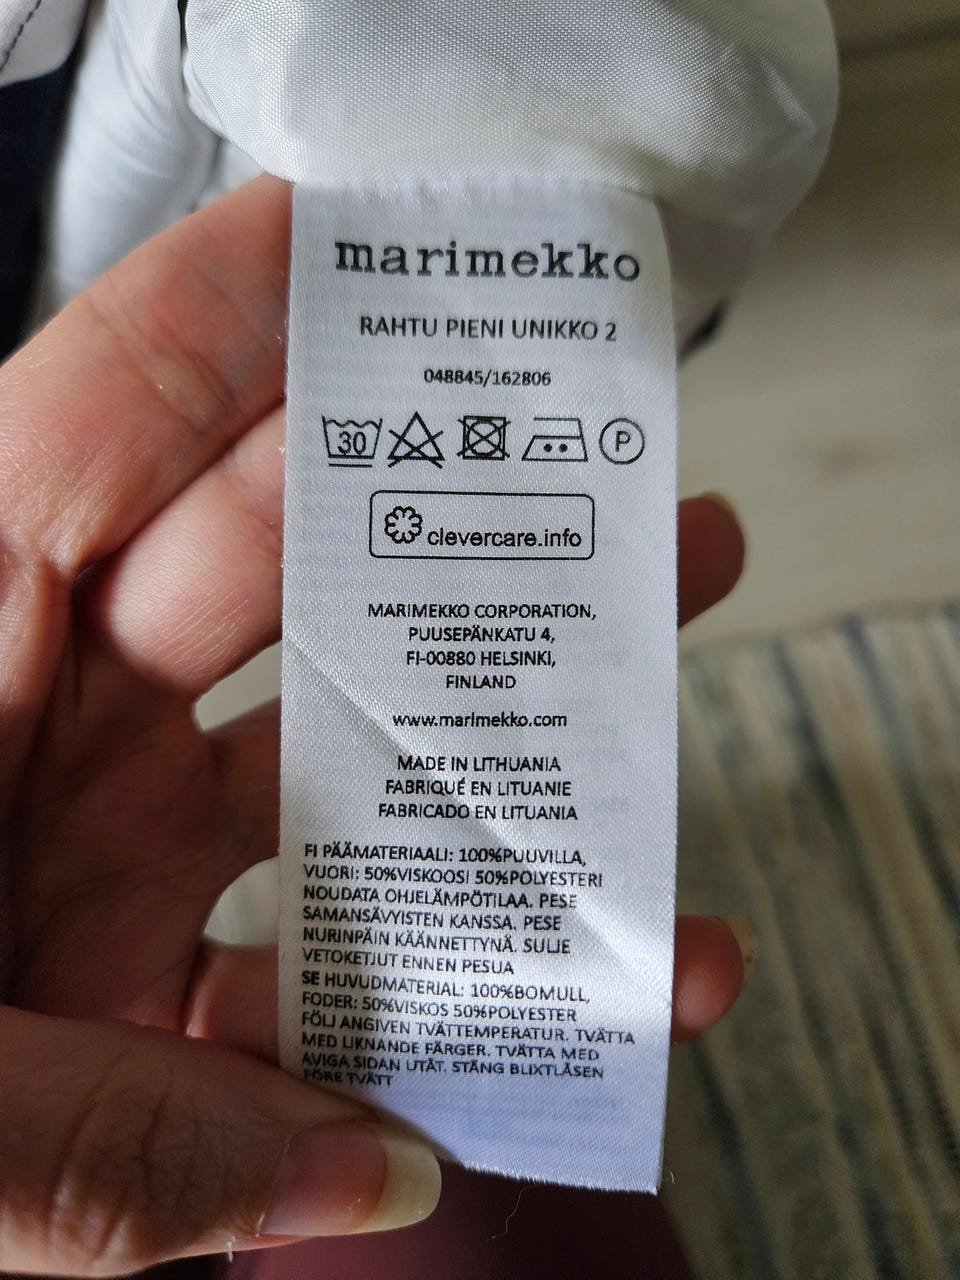 marimekko
RAHTU PIENI UNIKKO 2
048845/162806
30
P
clevercare.info
MARIMEKKO CORPORATION,
PUUSEPÄNKATU 4,
FI-00880 HELSINKI,
FINLAND
www.marimekko.com
MADE IN LITHUANIA
FABRIQUÉ EN LITUANIE
FABRICADO EN LITUANIA
FI PÄÄMATERIAALI: 100%PUUVILLA,
VUORI: 50%VISKOOSI 50%POLYESTERI
NOUDATA OHJELÄMPÖTILAA. PESE
SAMANSÄVYISTEN KANSSA. PESE
NURINPÄIN KÄÄNNETTYNÄ. SULJE
VETOKETJUT ENNEN PESUA
SE HUVUDMATERIAL: 100%BOMULL,
FODER: 50%VISKOS 50%POLYESTER
FÖLJ ANGIVEN TVÄTTEMPERATUR. TVÄTTA
MED LIKNANDE FÄRGER. TVÄTTA MED
AVIGA SIDAN UTÅT. STÄNG BLIXTLÅSEN
FÖRE TVÄTT